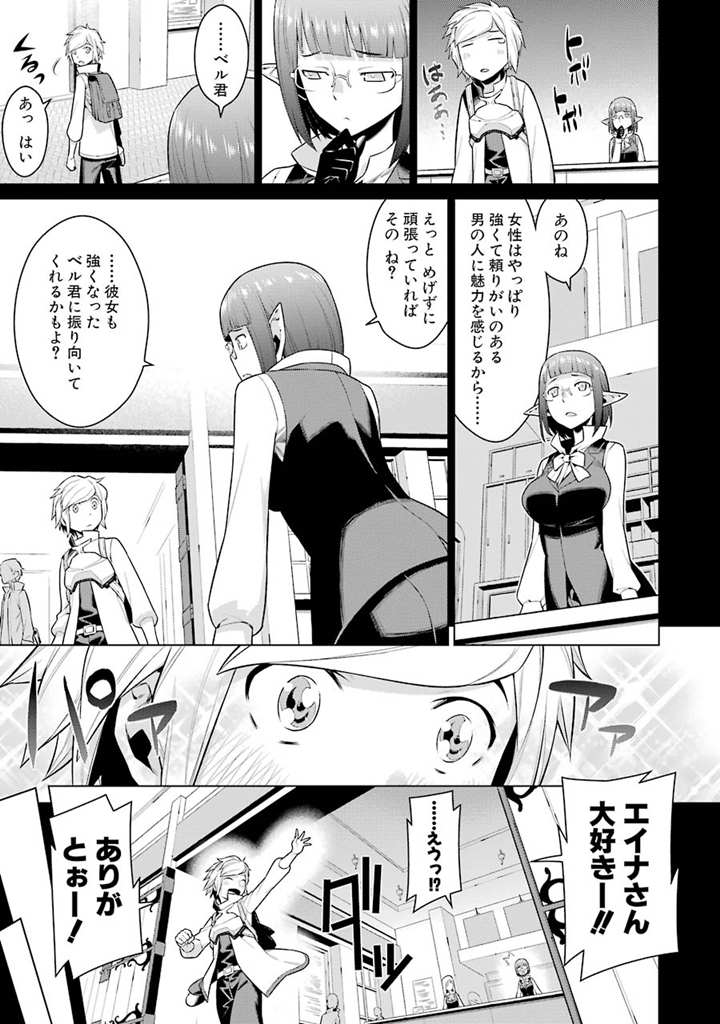 トボ
トボ
はぁぁぁ…
……ベル君
くるっ
あっ はい
あのね
女性はやっぱり
強くて頼りがいのある
男の人に魅力を感じるから……
えっと めげずに
頑張っていれば
その ね？
……彼女も
強くなった
ベル君に振り向いて
くれるかもよ？
パァァ
エイナさん
大好きー!!
……えうっ!?
ダッ
ありが
とぉー！